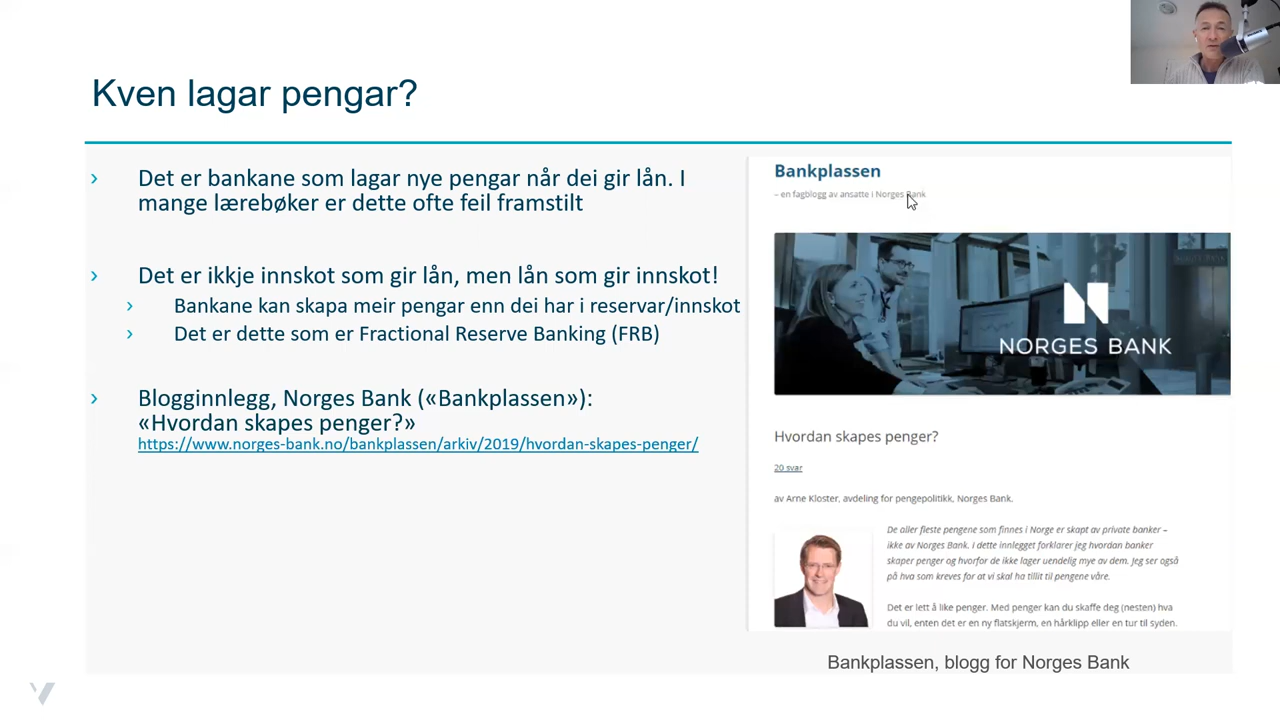 Kven lagar pengar?
Det er bankane som lagar nye pengar når dei gir lån. I
mange lærebøker er dette ofte feil framstilt
Det er ikkje innskot som gir lån, men lån som gir innskot!
Bankane kan skapa meir pengar enn dei har i reservar/innskot
Det er dette som er Fractional Reserve Banking (FRB)
Blogginnlegg, Norges Bank («Bankplassen»):
«Hvordan skapes penger?»
https://www.norges-bank.no/bankplassen/arkiv/2019/hvordan-skapes-penger/
Bankplassen
– en fagblogg av ansatte i Norges Bank
NORGES BANK
Hvordan skapes penger?
20 svar
av Arne Kloster, avdeling for pengepolitikk, Norges Bank.
De aller fleste pengene som finnes i Norge er skapt av private banker –
ikke av Norges Bank. I dette innlegget forklarer jeg hvordan banker
skaper penger og hvorfor de ikke lager uendelig mye av dem. Jeg ser også
på hva som kreves for at vi skal ha tillit til pengene våre.
Det er lett å like penger. Med penger kan du skaffe deg (nesten) hva
du vil, enten det er en ny flatskjerm, en hårklipp eller en tur til syden.
Bankplassen, blogg for Norges Bank